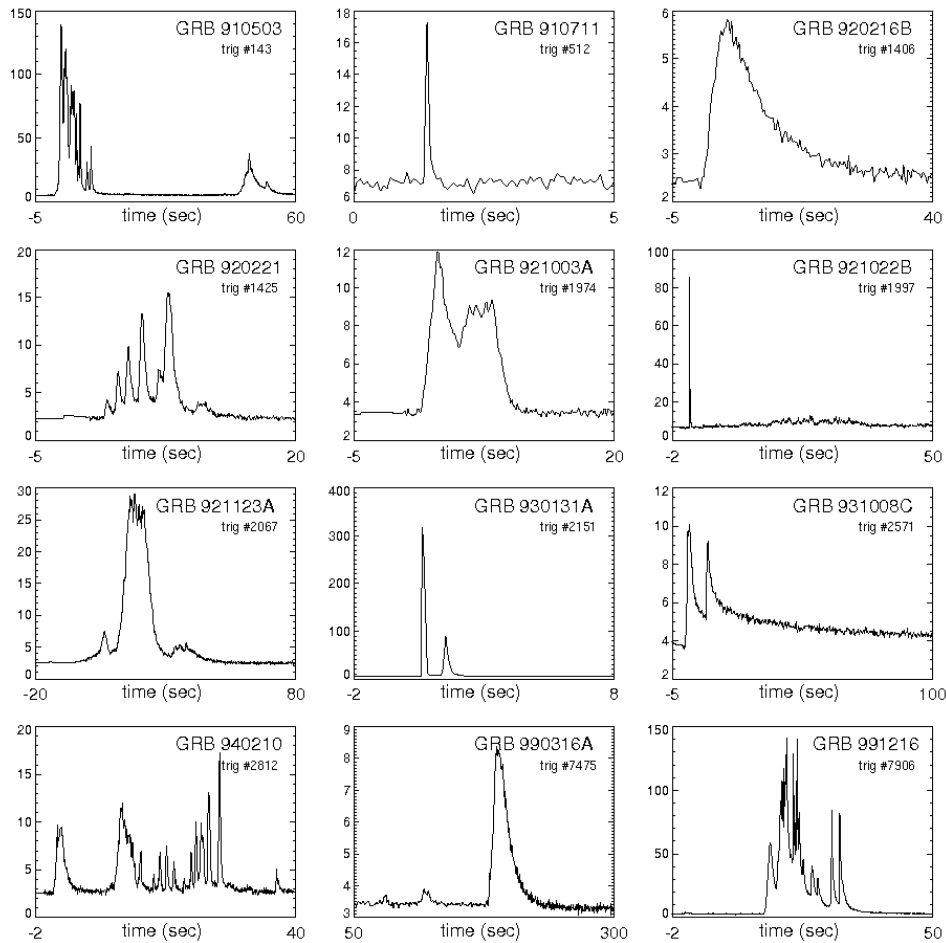 GRB 910503
trig #143
150
100
50
0
-5
time (sec)
60
GRB 910711
trig #512
18
16
14
12
10
8
6
0
time (sec)
5
GRB 920216B
trig #1406
6
5
4
3
2
-5
time (sec)
40
GRB 920221
trig #1425
20
15
10
5
0
-5
time (sec)
20
GRB 921003A
trig #1974
12
10
8
6
4
2
-5
time (sec)
20
GRB 921022B
trig #1997
100
80
60
40
20
0
-2
time (sec)
50
GRB 921123A
trig #2067
30
25
20
15
10
5
0
-20
time (sec)
80
GRB 930131A
trig #2151
400
300
200
100
0
-2
time (sec)
8
GRB 931008C
trig #2571
12
10
8
6
4
2
-5
time (sec)
100
GRB 940210
trig #2812
20
15
10
5
0
-2
time (sec)
40
GRB 990316A
trig #7475
9
8
7
6
5
4
3
50
time (sec)
300
GRB 991216
trig #7906
150
100
50
0
-2
time (sec)
50